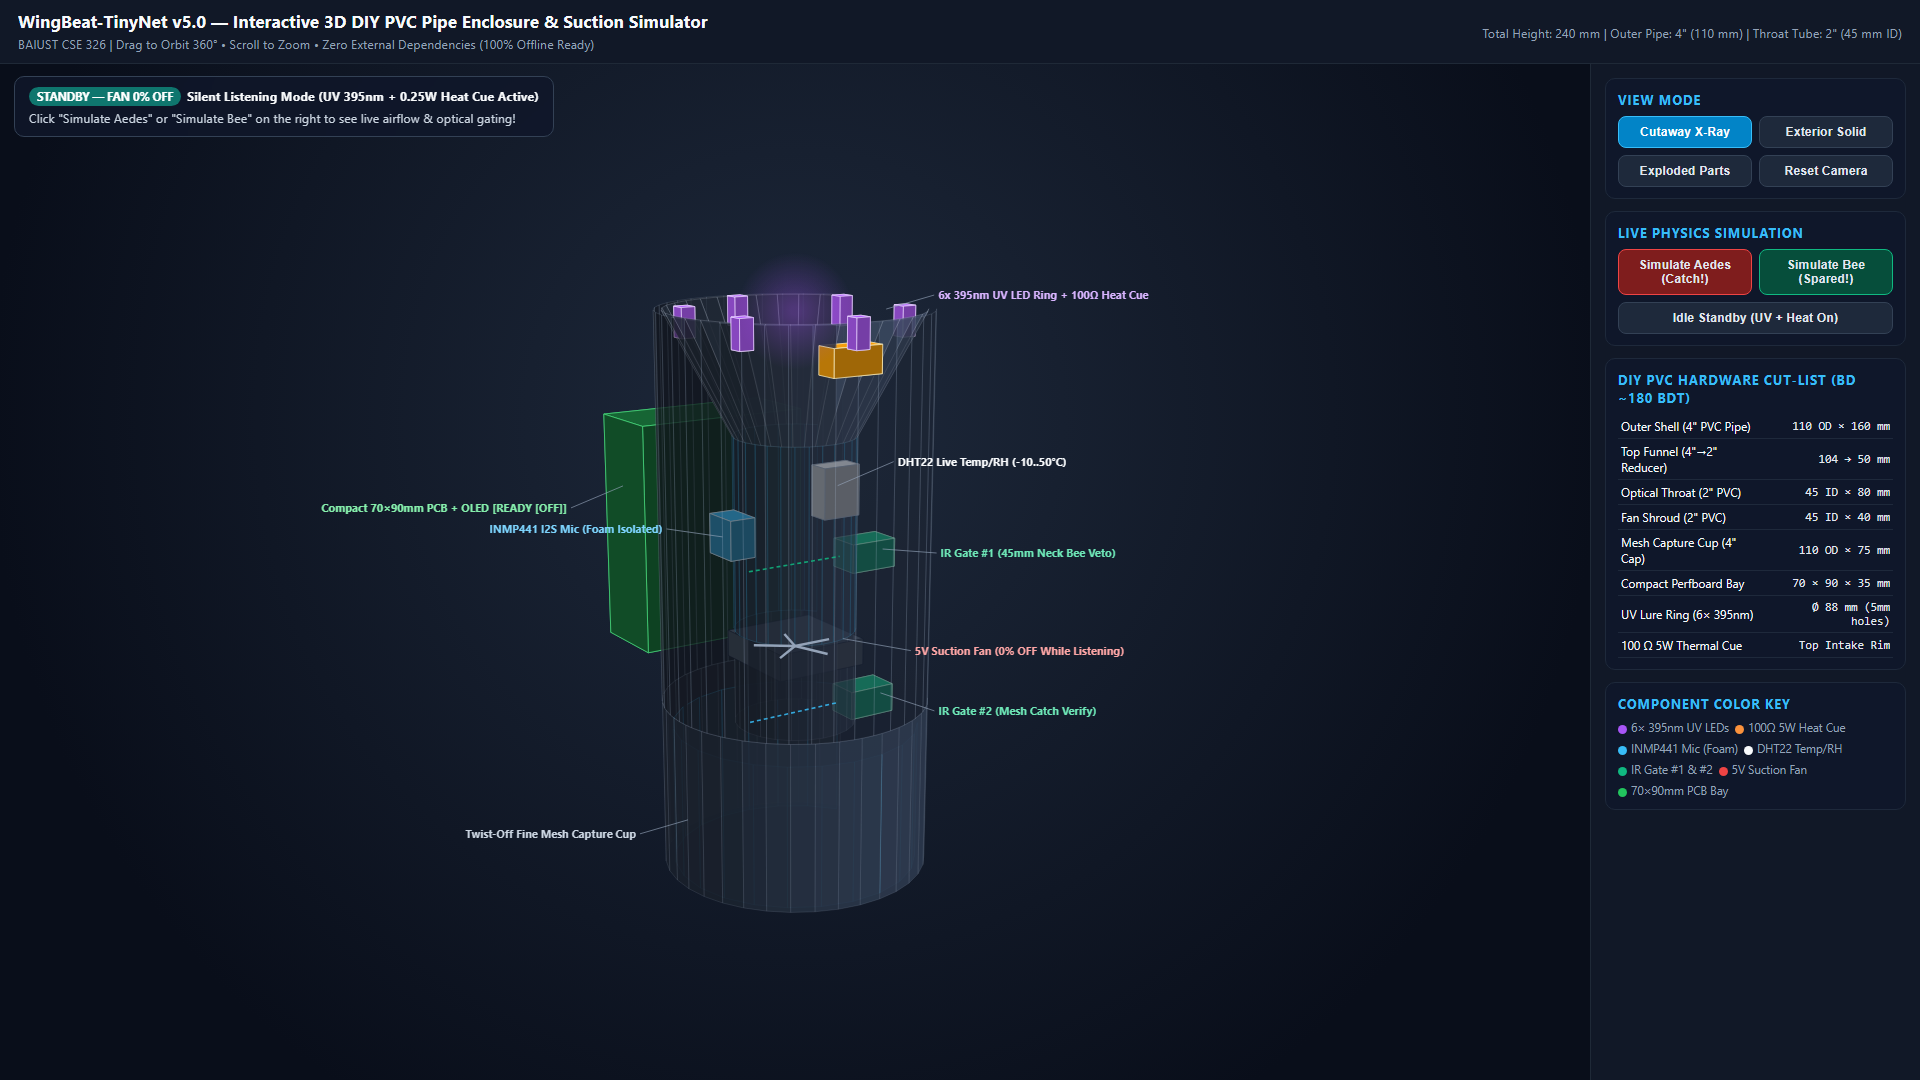 WingBeat-TinyNet v5.0 — Interactive 3D DIY PVC Pipe Enclosure & Suction Simulator
BAIUST CSE 326 | Drag to Orbit 360° • Scroll to Zoom • Zero External Dependencies (100% Offline Ready)
Total Height: 240 mm | Outer Pipe: 4" (110 mm) | Throat Tube: 2" (45 mm ID)
STANDBY — FAN 0% OFF Silent Listening Mode (UV 395nm + 0.25W Heat Cue Active)
Click "Simulate Aedes" or "Simulate Bee" on the right to see live airflow & optical gating!
6x 395nm UV LED Ring + 100Ω Heat Cue
DHT22 Live Temp/RH (-10..50°C)
Compact 70×90mm PCB + OLED [READY [OFF]]
INMP441 I2S Mic (Foam Isolated)
IR Gate #1 (45mm Neck Bee Veto)
5V Suction Fan (0% OFF While Listening)
IR Gate #2 (Mesh Catch Verify)
Twist-Off Fine Mesh Capture Cup
VIEW MODE
Cutaway X-Ray
Exterior Solid
Exploded Parts
Reset Camera
LIVE PHYSICS SIMULATION
Simulate Aedes
(Catch!)
Simulate Bee
(Spared!)
Idle Standby (UV + Heat On)
DIY PVC HARDWARE CUT-LIST (BD
~180 BDT)
Outer Shell (4" PVC Pipe) 110 OD × 160 mm
Top Funnel (4"→2"
Reducer) 104 → 50 mm
Optical Throat (2" PVC) 45 ID × 80 mm
Fan Shroud (2" PVC) 45 ID × 40 mm
Mesh Capture Cup (4"
Cap) 110 OD × 75 mm
Compact Perfboard Bay 70 × 90 × 35 mm
UV Lure Ring (6× 395nm) Ø 88 mm (5mm
holes)
100 Ω 5W Thermal Cue Top Intake Rim
COMPONENT COLOR KEY
6× 395nm UV LEDs 100Ω 5W Heat Cue
INMP441 Mic (Foam) DHT22 Temp/RH
IR Gate #1 & #2 5V Suction Fan
70×90mm PCB Bay